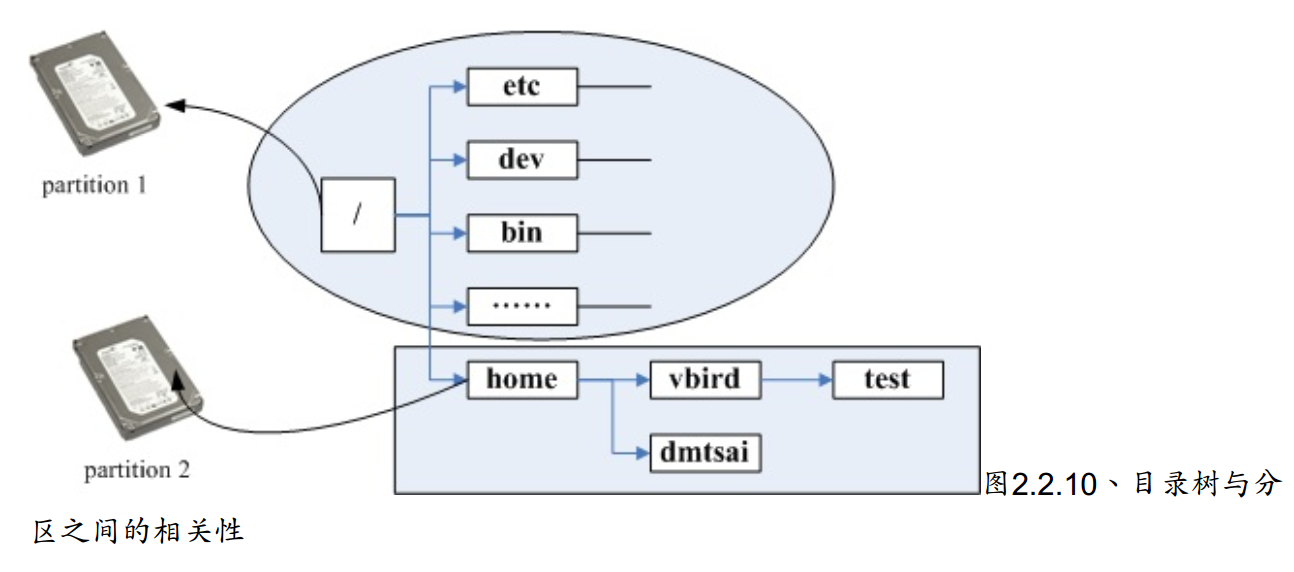 etc
partition 1
dev
/
bin
......
partition 2
home
vbird
test
dmtsai
图2.2.10、目录树与分
区之间的相关性